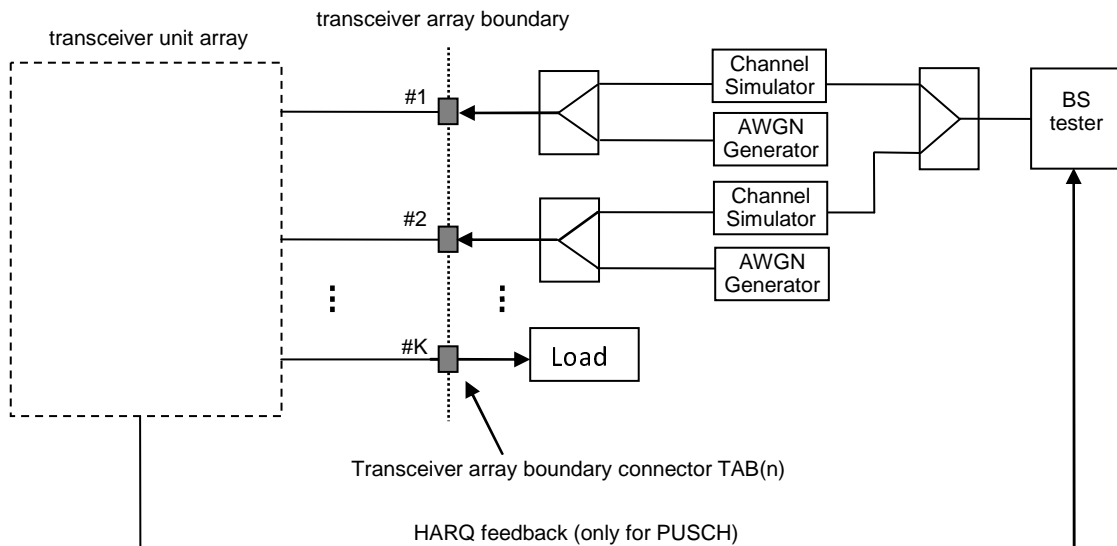 transceiver array boundary
transceiver unit array
#1
Channel
Simulator
AWGN
Generator
BS
tester
#2
Channel
Simulator
AWGN
Generator
#K
Load
Transceiver array boundary connector TAB(n)
HARQ feedback (only for PUSCH)